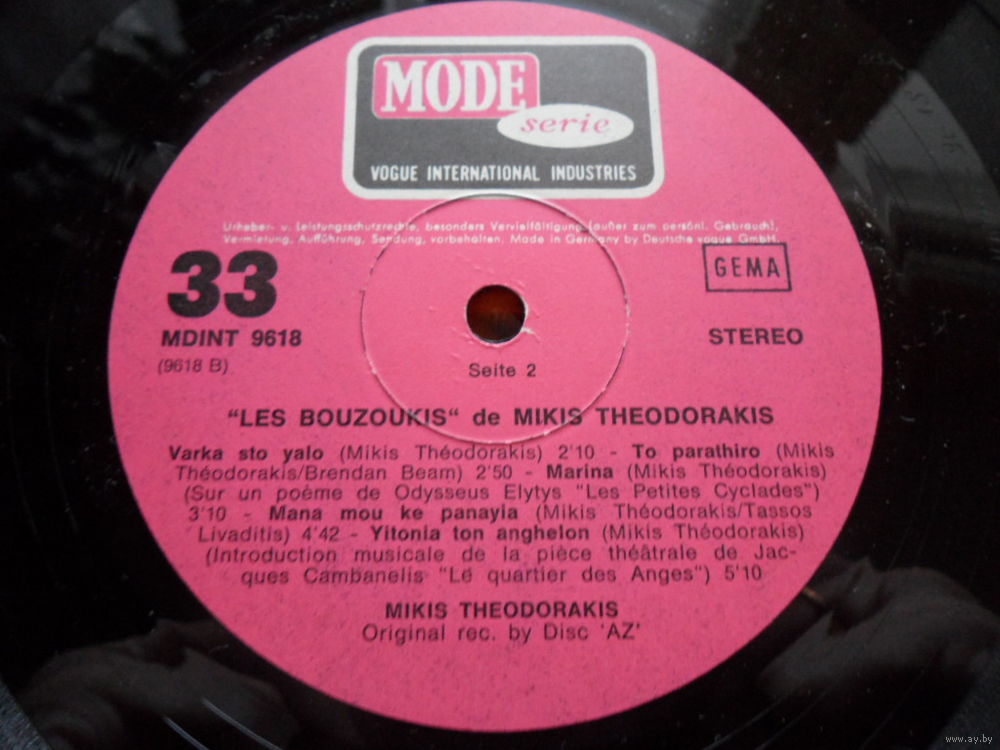 MODE
serie
VOGUE INTERNATIONAL INDUSTRIES
Urheber- u. Leistungsschutzrechte, besonders Vervielfältigung (außer zum persönl. Gebrauch),
Vermietung, Aufführung, Sendung, vorbehalten. Made in Germany by Deutsche vogue GmbH.
33
GEMA
MDINT 9618
STEREO
(9618 B)
Seite 2
"LES BOUZOUKIS" de MIKIS THEODORAKIS
Varka sto yalo (Mikis Théodorakis) 2'10 - To parathiro (Mikis
Théodorakis/Brendan Beam) 2'50 - Marina (Mikis Théodorakis)
(Sur un poéme de Odysseus Elytys "Les Petites Cyclades")
3'10 - Mana mou ke panayia (Mikis Théodorakis/Tassos
Livaditis) 4'42 - Yitonia ton anghelon (Mikis Théodorakis)
(Introduction musicale de la pièce théâtrale de Jac-
ques Cambanelis "Le quartier des Anges") 5'10
MIKIS THEODORAKIS
Original rec. by Disc 'AZ'
www.ay.by